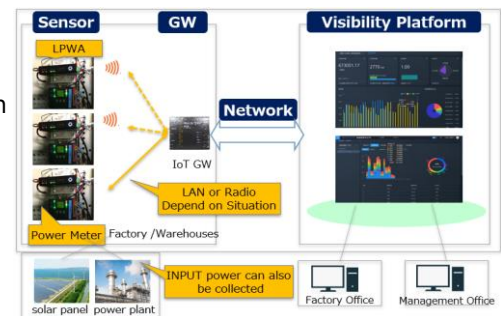 Sensor
GW
Visibility Platform
LPWA
Network
IoT GW
LAN or Radio
Depend on Situation
Power Meter
Factory /Warehouses
INPUT power can also
be collected
solar panel
power plant
Factory Office
Management Office